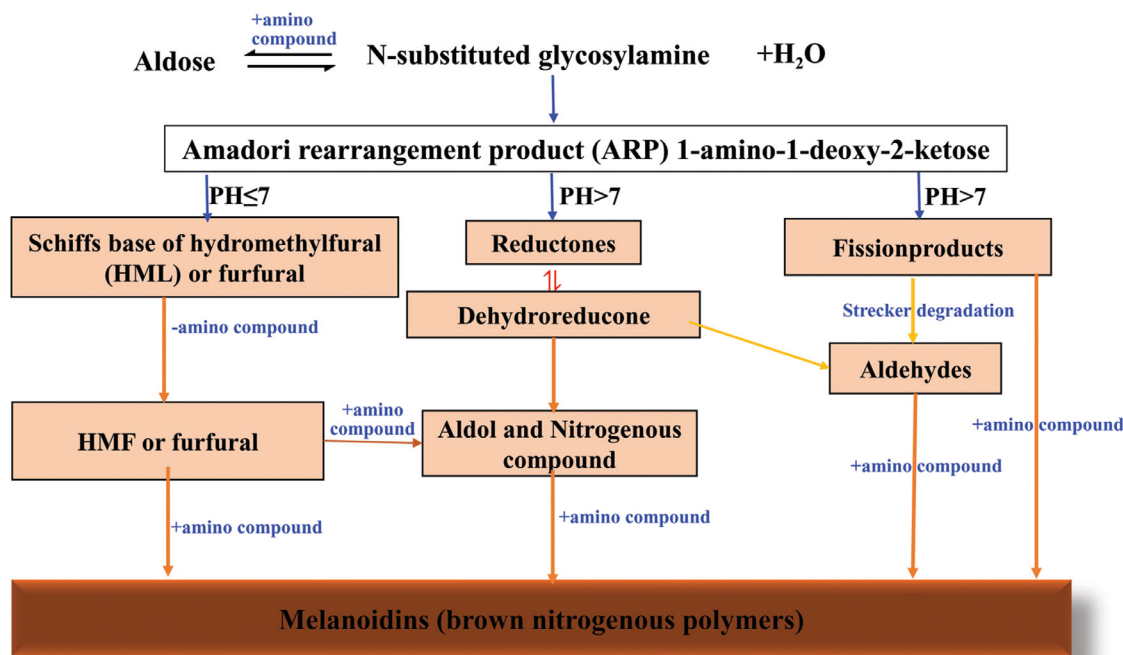 +amino
compound
Aldose
N-substituted glycosylamine
+H₂O
Amadori rearrangement product (ARP) 1-amino-1-deoxy-2-ketose
PH≤7
PH>7
PH>7
Schiffs base of hydromethylfural
(HML) or furfural
Reductones
Fissionproducts
-amino compound
Dehydroreducone
Strecker degradation
Aldehydes
HMF or furfural
+amino
compound
Aldol and Nitrogenous
compound
+amino compound
+amino compound
+amino compound
+amino compound
Melanoidins (brown nitrogenous polymers)